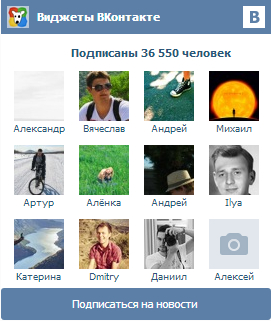 Виджеты ВКонтакте B
Подписаны 36 550 человек
Александр Вячеслав Андрей Михаил
Артур Алёнка Андрей Ilya
Катерина Dmitry Даниил Алексей
Подписаться на новости